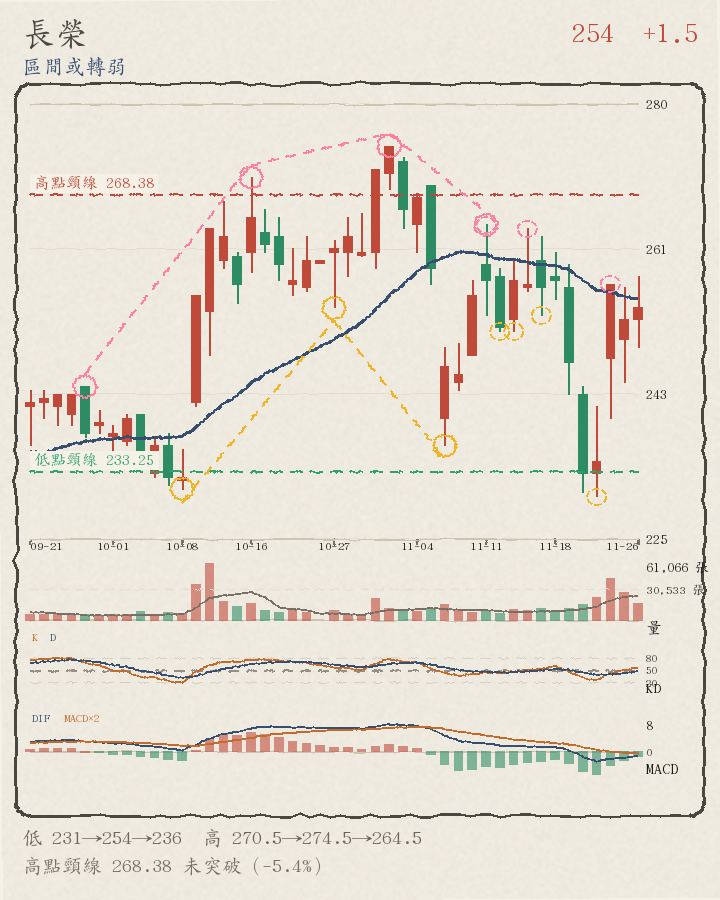 長榮 254 +1.5
區間或轉弱
280
高點頸線 268.38
261
243
低點頸線 233.25
225
09-21 10-01 10-08 10-16 10-27 11-04 11-11 11-18 11-26
61,066 張
30,533 張
量
K D
80
50
20
KD
DIF MACD×2
8
0
MACD
低 231→254→236 高 270.5→274.5→264.5
高點頸線 268.38 未突破 (-5.4%)